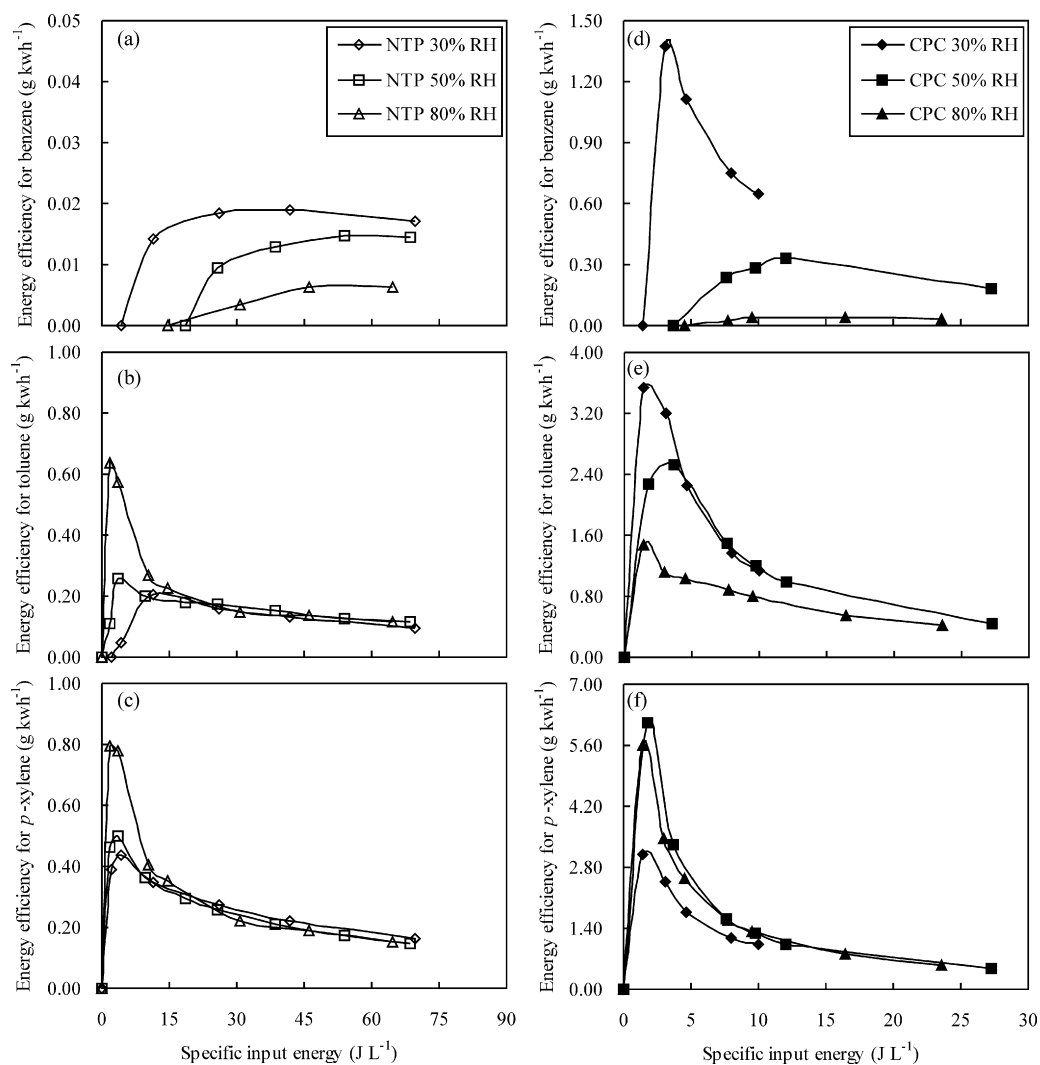 (a)
NTP 30% RH
NTP 50% RH
NTP 80% RH
Energy efficiency for benzene (g kwh-1)
0.05
0.04
0.03
0.02
0.01
0.00
(d)
CPC 30% RH
CPC 50% RH
CPC 80% RH
Energy efficiency for benzene (g kwh-1)
1.50
1.20
0.90
0.60
0.30
0.00
(b)
Energy efficiency for toluene (g kwh-1)
1.00
0.80
0.60
0.40
0.20
0.00
(e)
Energy efficiency for toluene (g kwh-1)
4.00
3.20
2.40
1.60
0.80
0.00
(c)
Energy efficiency for p-xylene (g kwh-1)
1.00
0.80
0.60
0.40
0.20
0.00
0 15 30 45 60 75 90
Specific input energy (J L-1)
(f)
Energy efficiency for p-xylene (g kwh-1)
7.00
5.60
4.20
2.80
1.40
0.00
0 5 10 15 20 25 30
Specific input energy (J L-1)